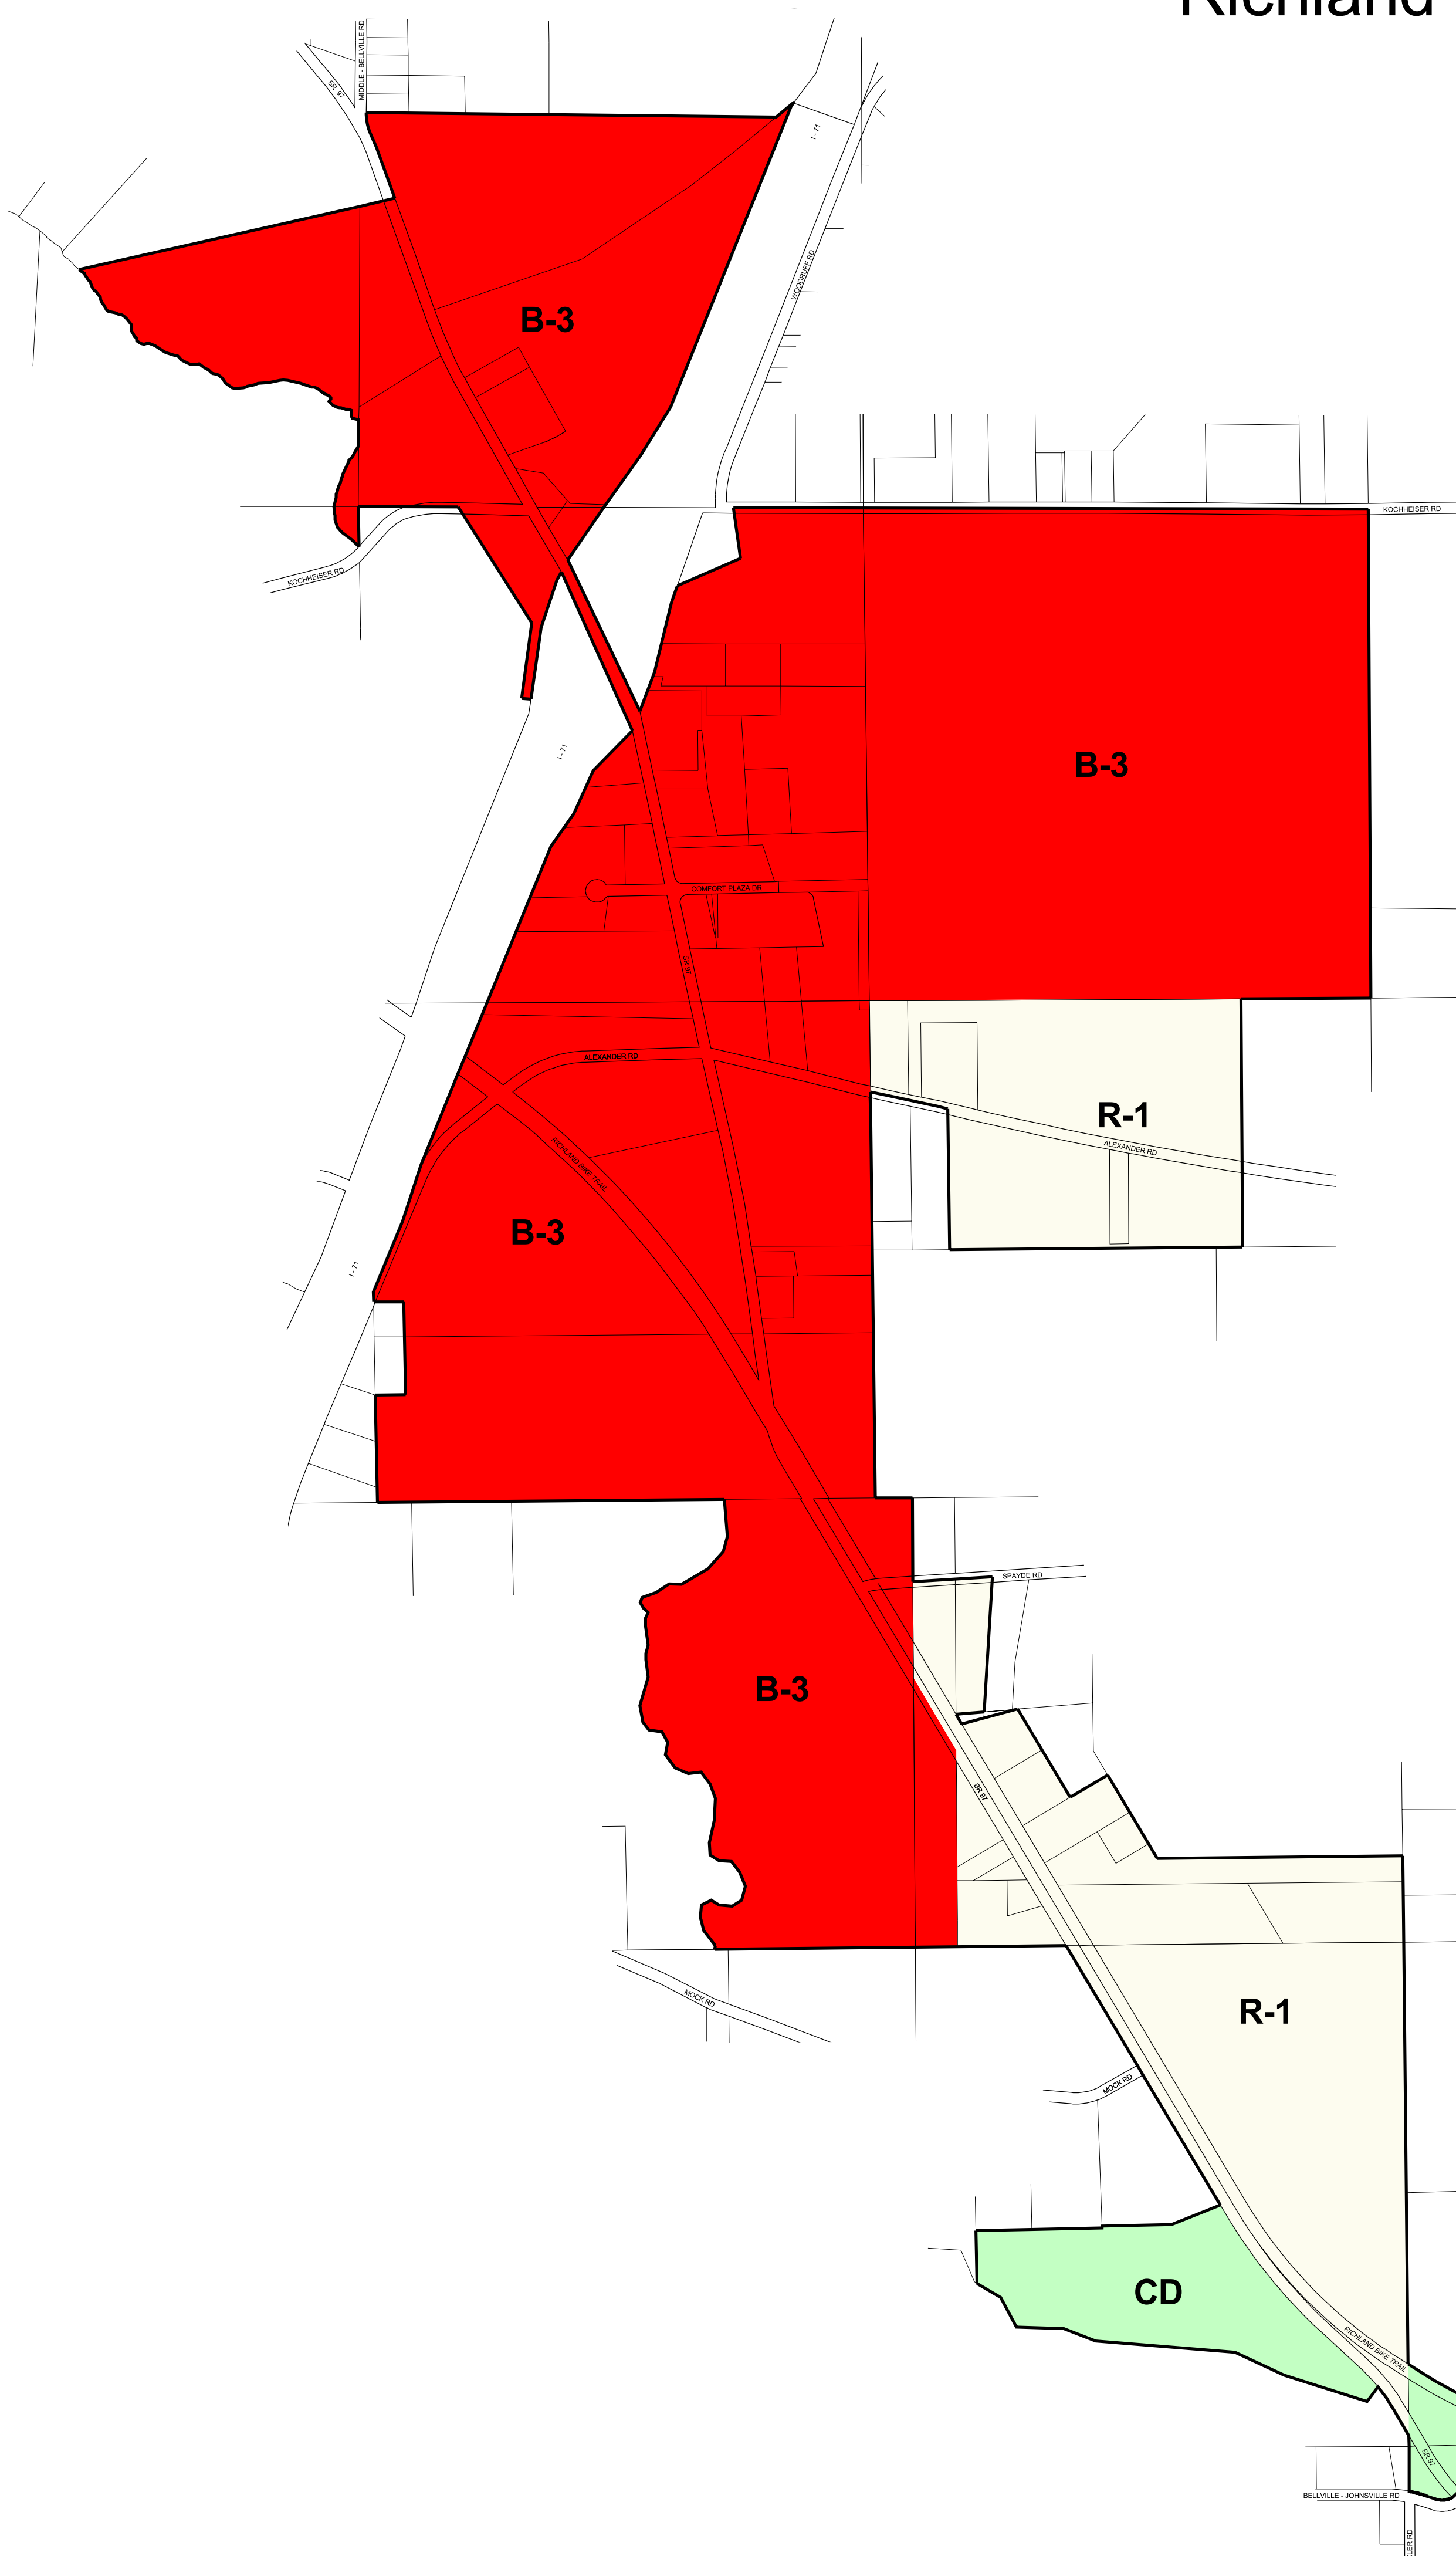 Richland
MIDDLE - BELLVILLE RD
SR 97
I - 71
WOODRUFF RD
B-3
KOCHHEISER RD
KOCHHEISER RD
I - 71
B-3
COMFORT PLAZA DR
SR 97
ALEXANDER RD
R-1
ALEXANDER RD
RICHLAND BIKE TRAIL
B-3
I - 71
SPAYDE RD
B-3
SR 97
MOCK RD
R-1
MOCK RD
CD
RICHLAND BIKE TRAIL
SR 97
BELLVILLE - JOHNSVILLE RD